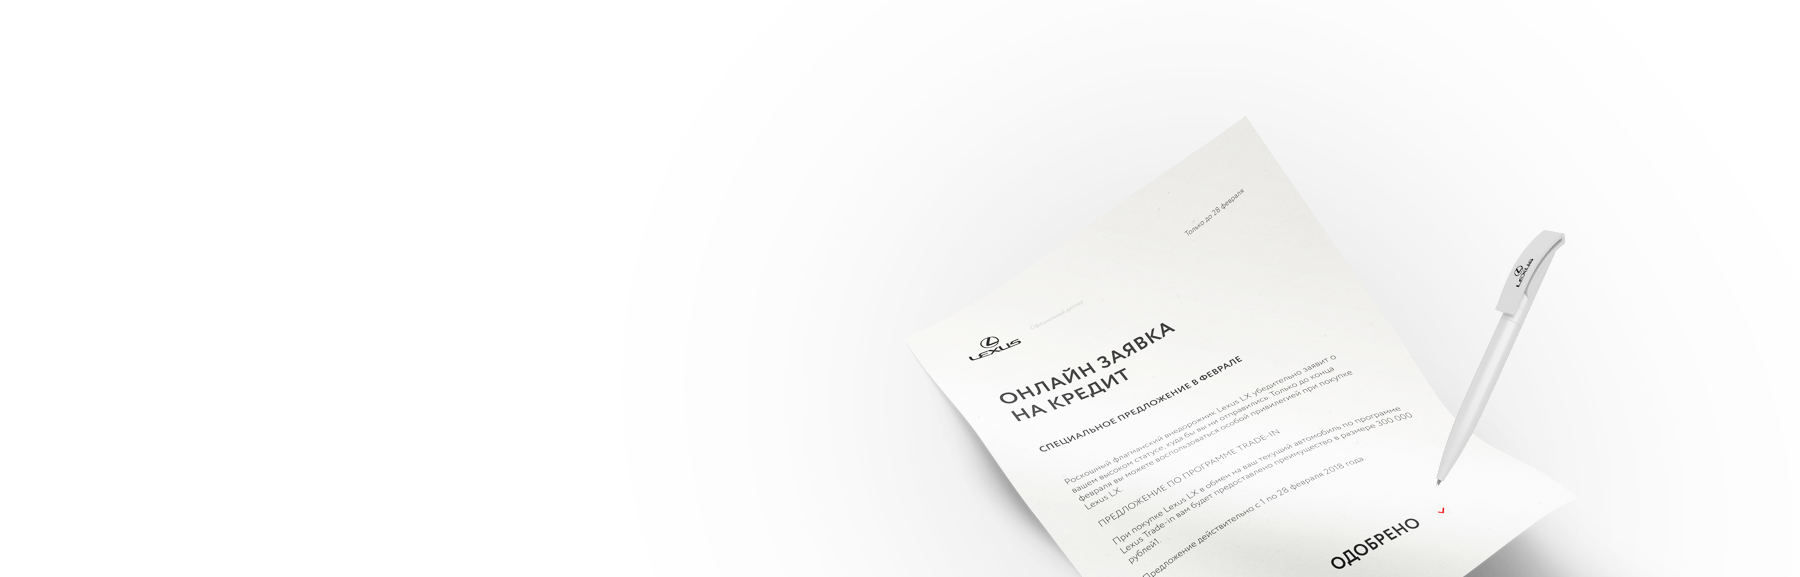 Только до 28 февраля
LEXUS
Официальный дилер
ОНЛАЙН ЗАЯВКА
НА КРЕДИТ
СПЕЦИАЛЬНОЕ ПРЕДЛОЖЕНИЕ В ФЕВРАЛЕ
Роскошный флагманский внедорожник Lexus LX убедительно заявит о
вашем высоком статусе, куда бы вы ни отправились. Только до конца
февраля вы можете воспользоваться особой привилегией при покупке
Lexus LX.
ПРЕДЛОЖЕНИЕ ПО ПРОГРАММЕ TRADE-IN
При покупке Lexus LX в обмен на ваш текущий автомобиль по программе
Lexus Trade-in вам будет предоставлено преимущество в размере 300 000
рублей1.
Предложение действительно с 1 по 28 февраля 2018 года.
ОДОБРЕНО
LEXUS